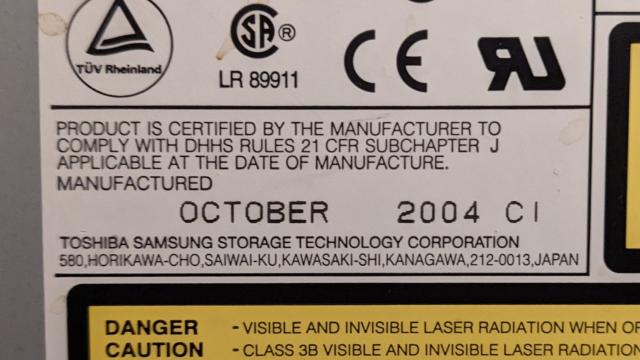 TÜV Rheinland
SA ®
LR 89911
CE
PRODUCT IS CERTIFIED BY THE MANUFACTURER TO
COMPLY WITH DHHS RULES 21 CFR SUBCHAPTER J
APPLICABLE AT THE DATE OF MANUFACTURE.
MANUFACTURED
OCTOBER 2004 CI
TOSHIBA SAMSUNG STORAGE TECHNOLOGY CORPORATION
580,HORIKAWA-CHO,SAIWAI-KU,KAWASAKI-SHI,KANAGAWA,212-0013,JAPAN
DANGER - VISIBLE AND INVISIBLE LASER RADIATION WHEN
CAUTION - CLASS 3B VISIBLE AND INVISIBLE LASER RADIATION